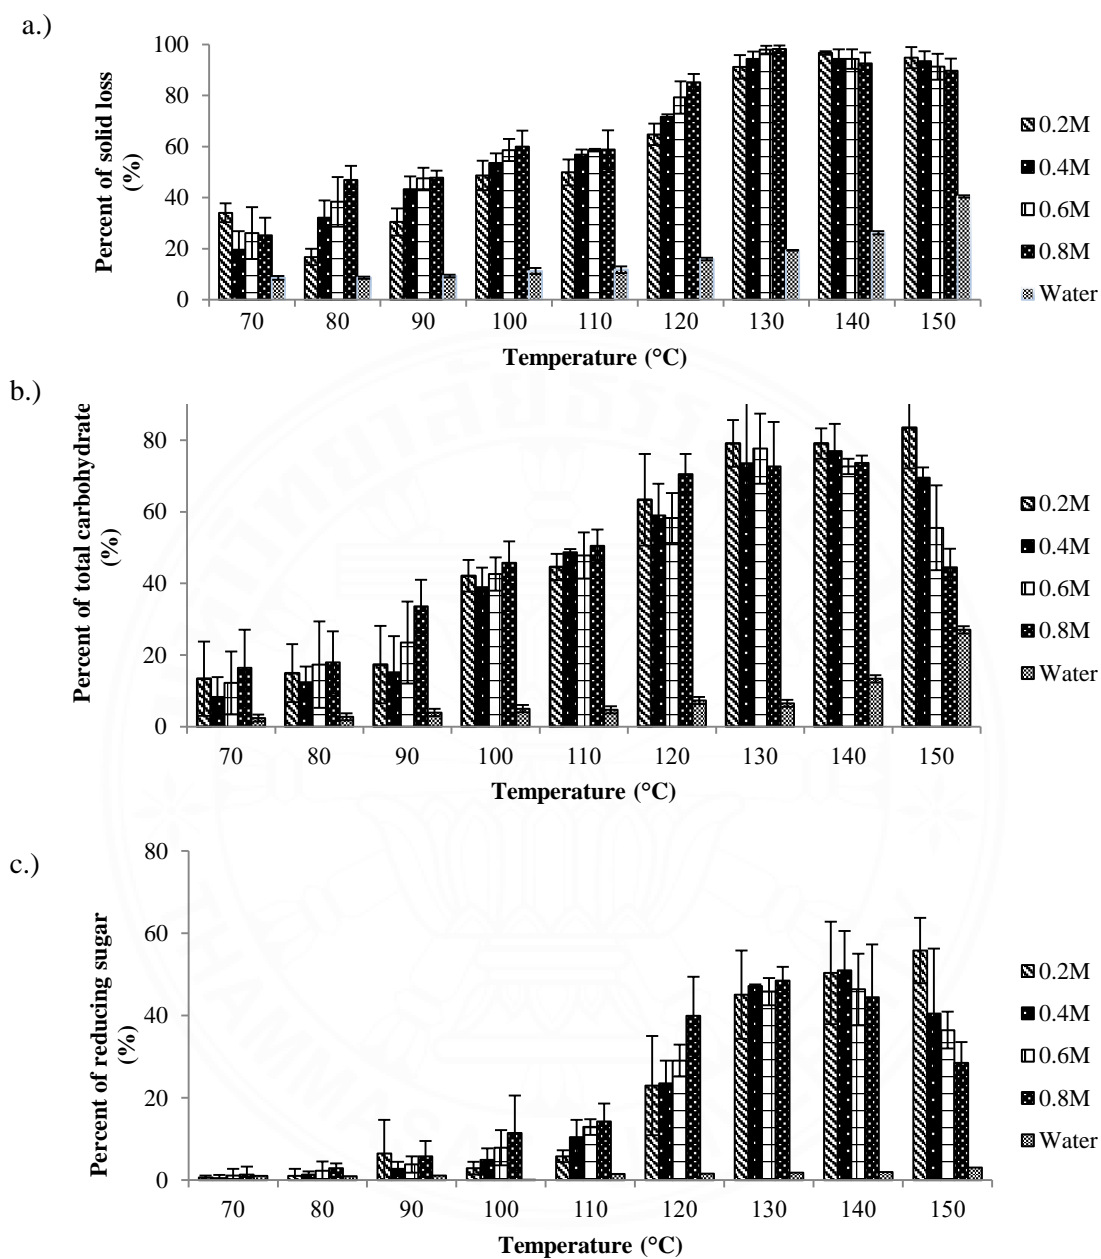 a.)
100
80
60
40
20
0
Percent of solid loss
(%)
70 80 90 100 110 120 130 140 150
Temperature (°C)
0.2M
0.4M
0.6M
0.8M
Water
b.)
80
60
40
20
0
Percent of total carbohydrate
(%)
70 80 90 100 110 120 130 140 150
Temperature (°C)
0.2M
0.4M
0.6M
0.8M
Water
c.)
80
60
40
20
0
Percent of reducing sugar
(%)
70 80 90 100 110 120 130 140 150
Temperature (°C)
0.2M
0.4M
0.6M
0.8M
Water